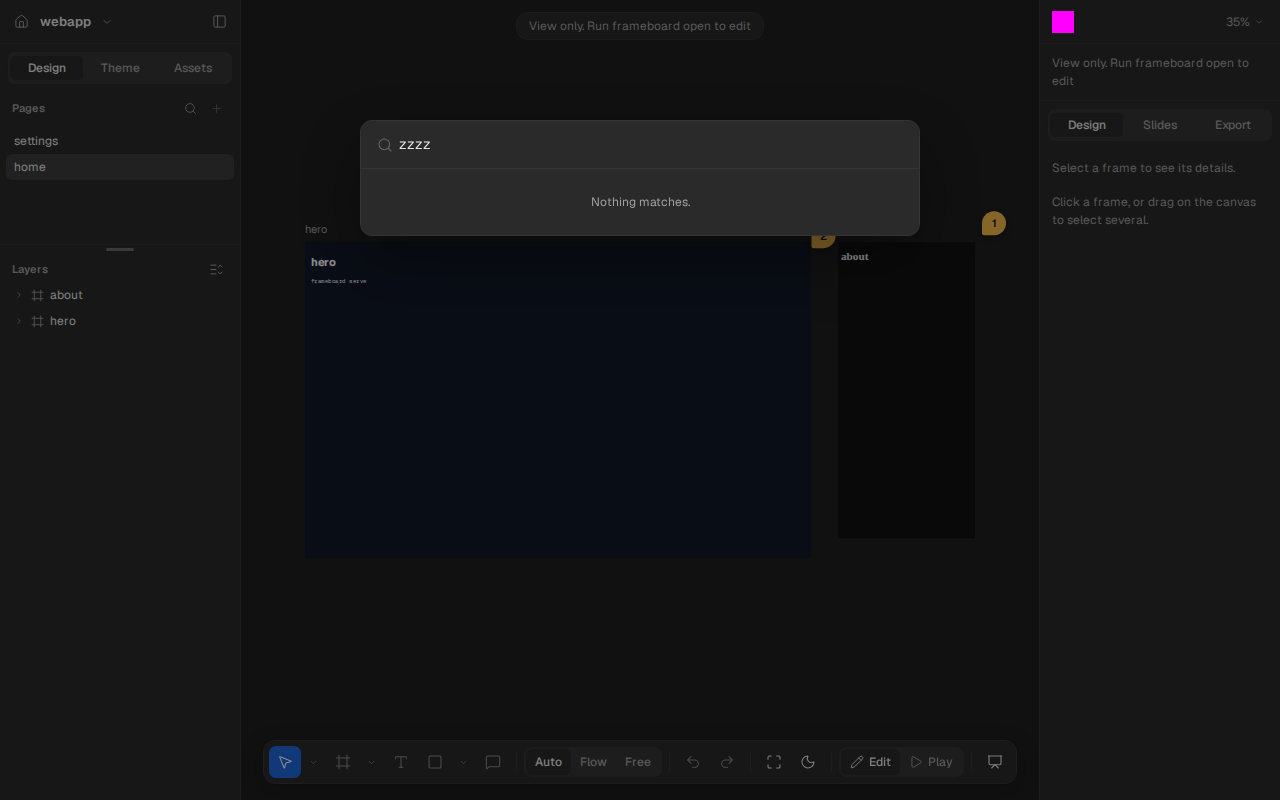 webapp
View only. Run frameboard open to edit
35%
Design Theme Assets
View only. Run frameboard open to
edit
Pages
Design Slides Export
settings
home
zzzz
Nothing matches.
Select a frame to see its details.
Click a frame, or drag on the canvas
to select several.
hero
2
1
hero
frameboard serve
about
Layers
about
hero
Auto Flow Free
Edit Play